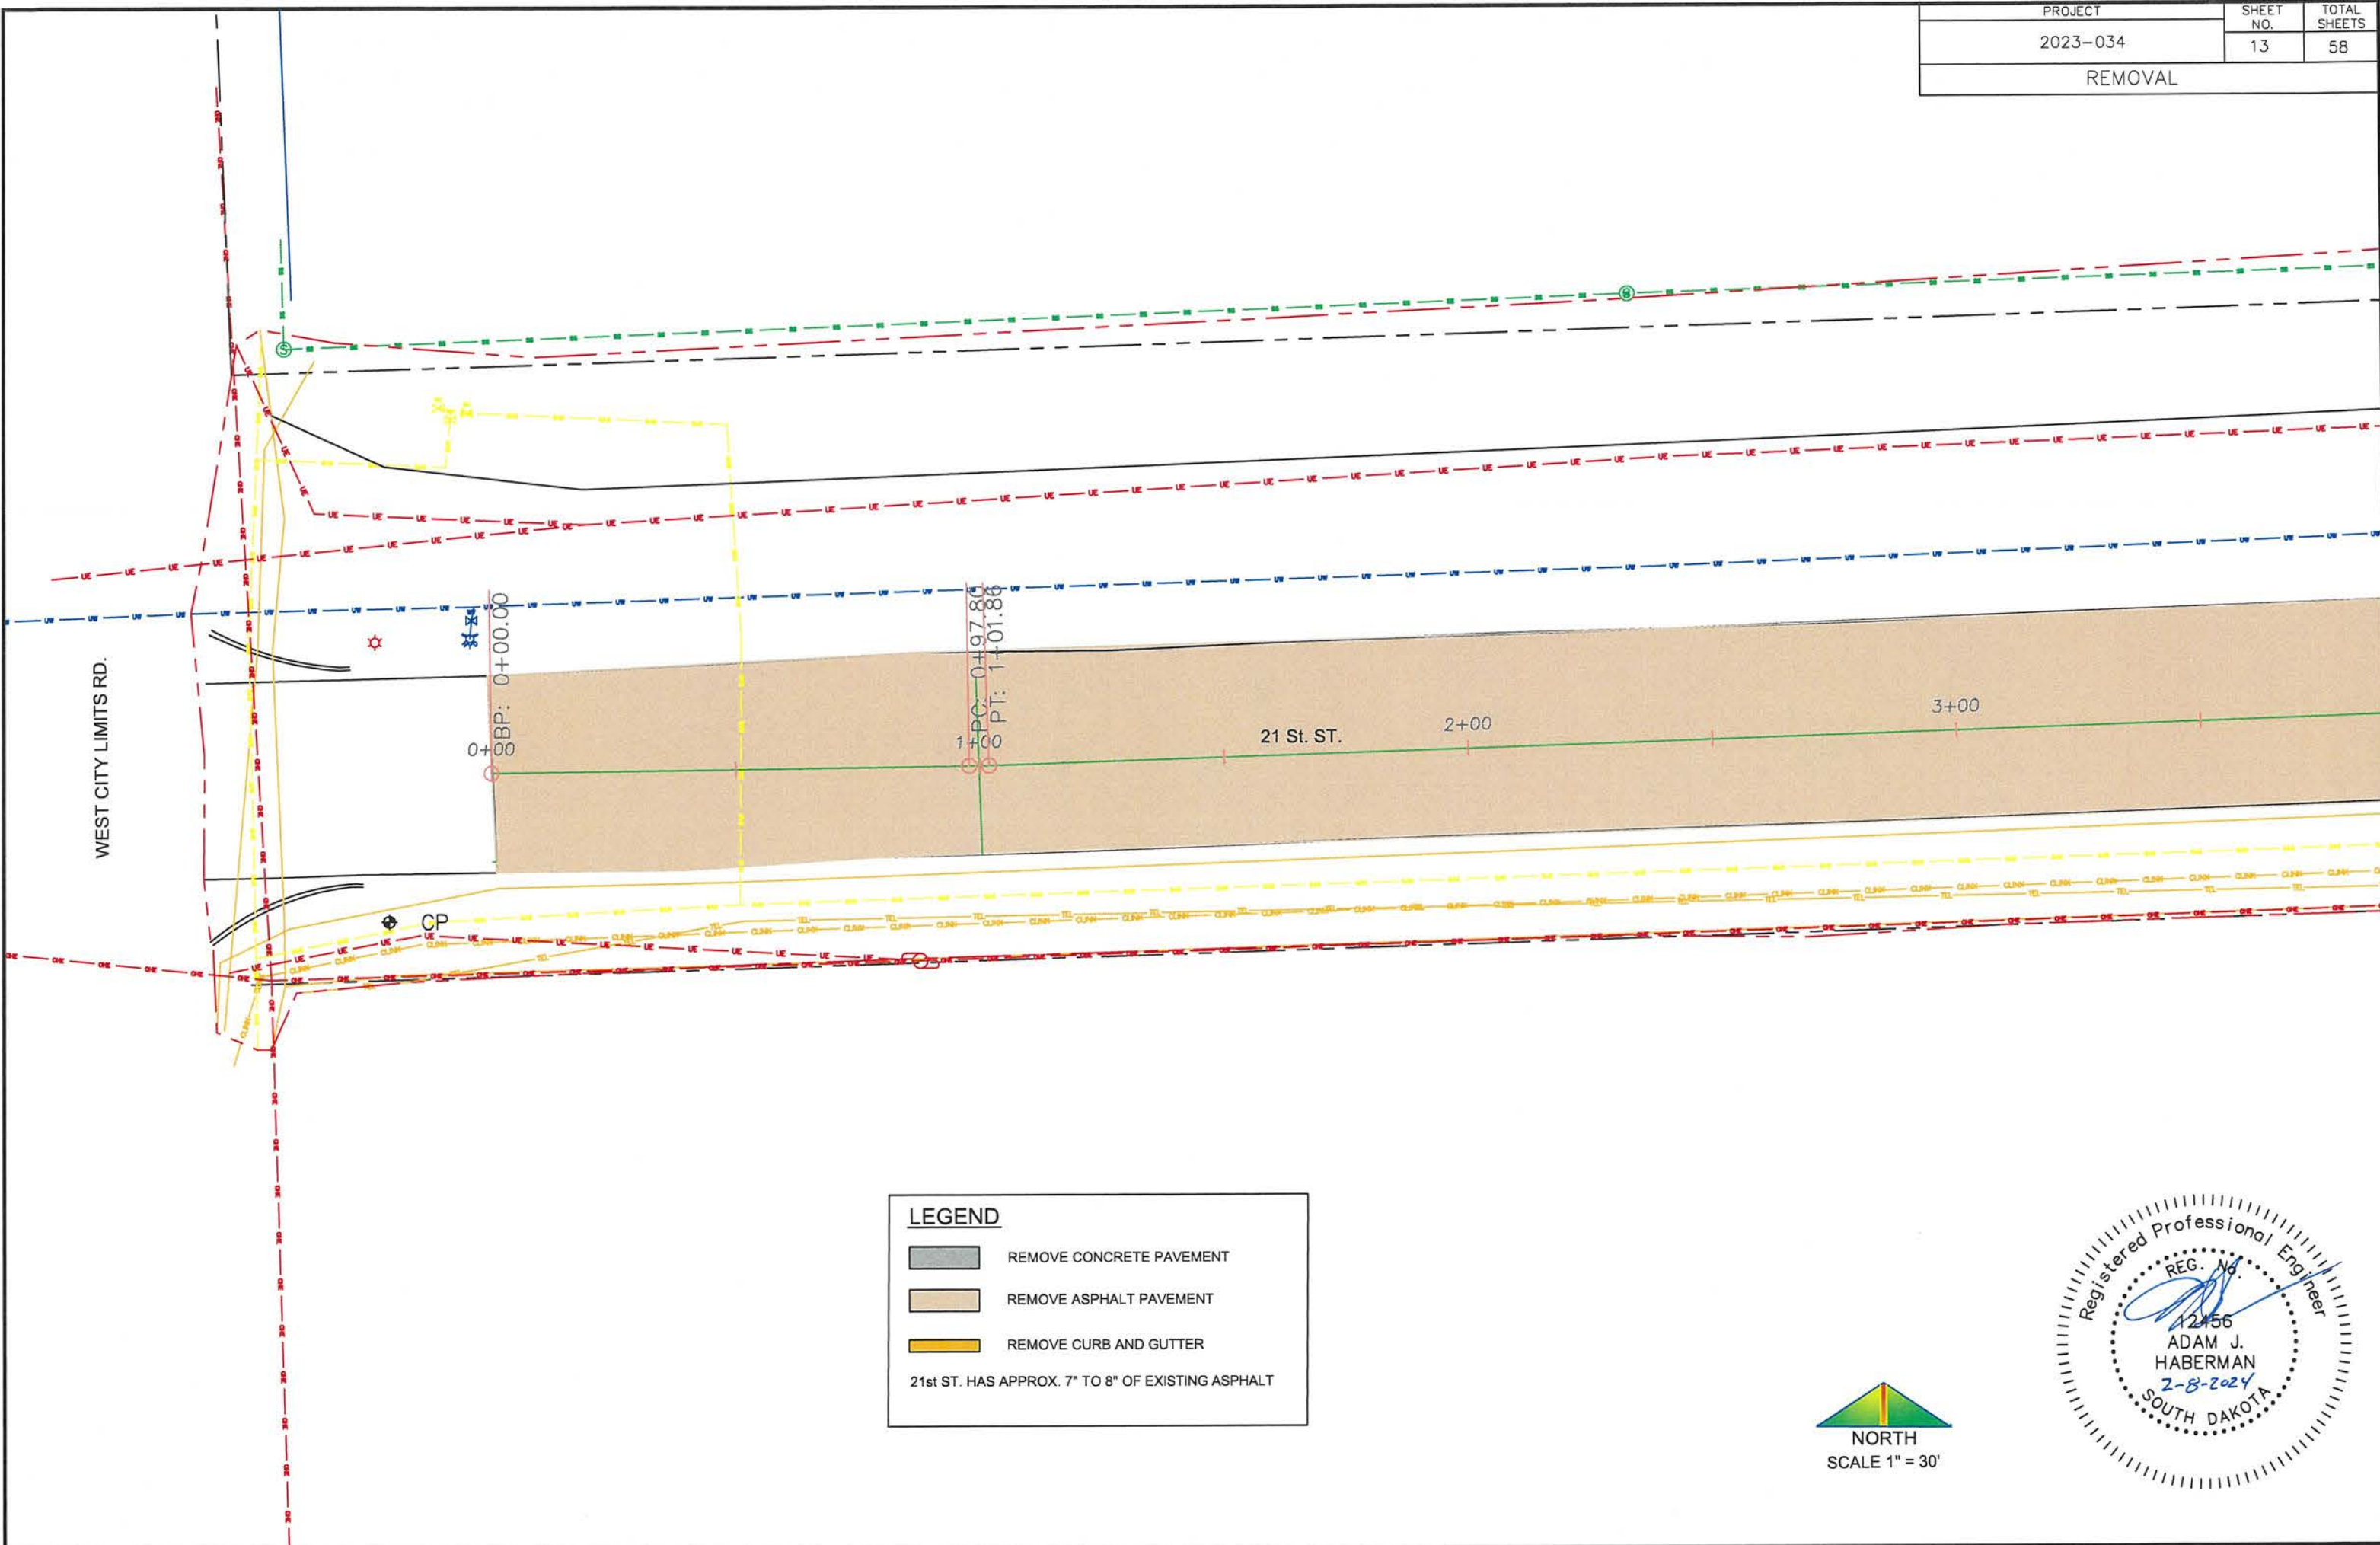 PROJECT
SHEET NO.
TOTAL SHEETS
2023-034
13
58
REMOVAL
WEST CITY LIMITS RD.
BP: 0+00.00
PC: 0+97.86
PT: 1+01.86
0+00
1+00
21 St. ST.
2+00
3+00
CP
LEGEND
REMOVE CONCRETE PAVEMENT
REMOVE ASPHALT PAVEMENT
REMOVE CURB AND GUTTER
21st ST. HAS APPROX. 7" TO 8" OF EXISTING ASPHALT
NORTH
SCALE 1" = 30'
Registered Professional Engineer
REG. No.
12456
ADAM J.
HABERMAN
2-8-2024
SOUTH DAKOTA